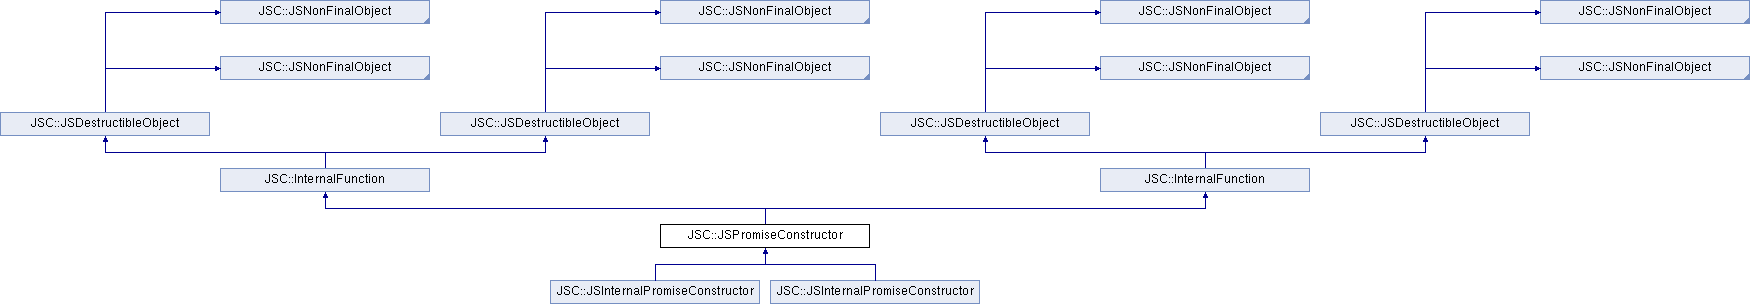 JSC::JSNonFinalObject
JSC::JSNonFinalObject
JSC::JSNonFinalObject
JSC::JSNonFinalObject
JSC::JSNonFinalObject
JSC::JSNonFinalObject
JSC::JSNonFinalObject
JSC::JSNonFinalObject
JSC::JSDestructibleObject
JSC::JSDestructibleObject
JSC::JSDestructibleObject
JSC::JSDestructibleObject
JSC::InternalFunction
JSC::InternalFunction
JSC::JSPromiseConstructor
JSC::JSInternalPromiseConstructor
JSC::JSInternalPromiseConstructor